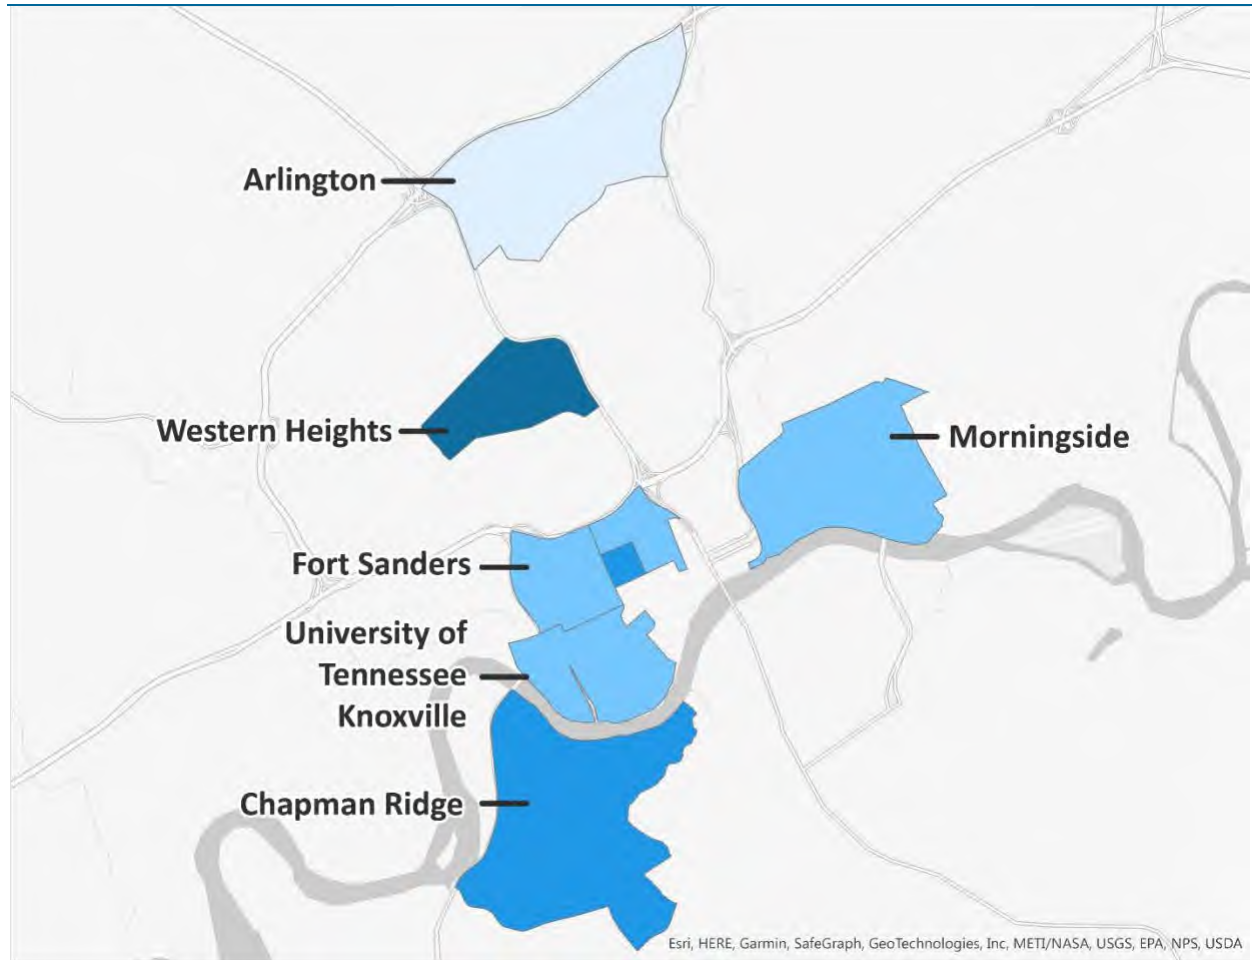 Arlington
Western Heights
Morningside
Fort Sanders
University of
Tennessee
Knoxville
Chapman Ridge
Esri, HERE, Garmin, SafeGraph, GeoTechnologies, Inc, METI/NASA, USGS, EPA, NPS, USDA